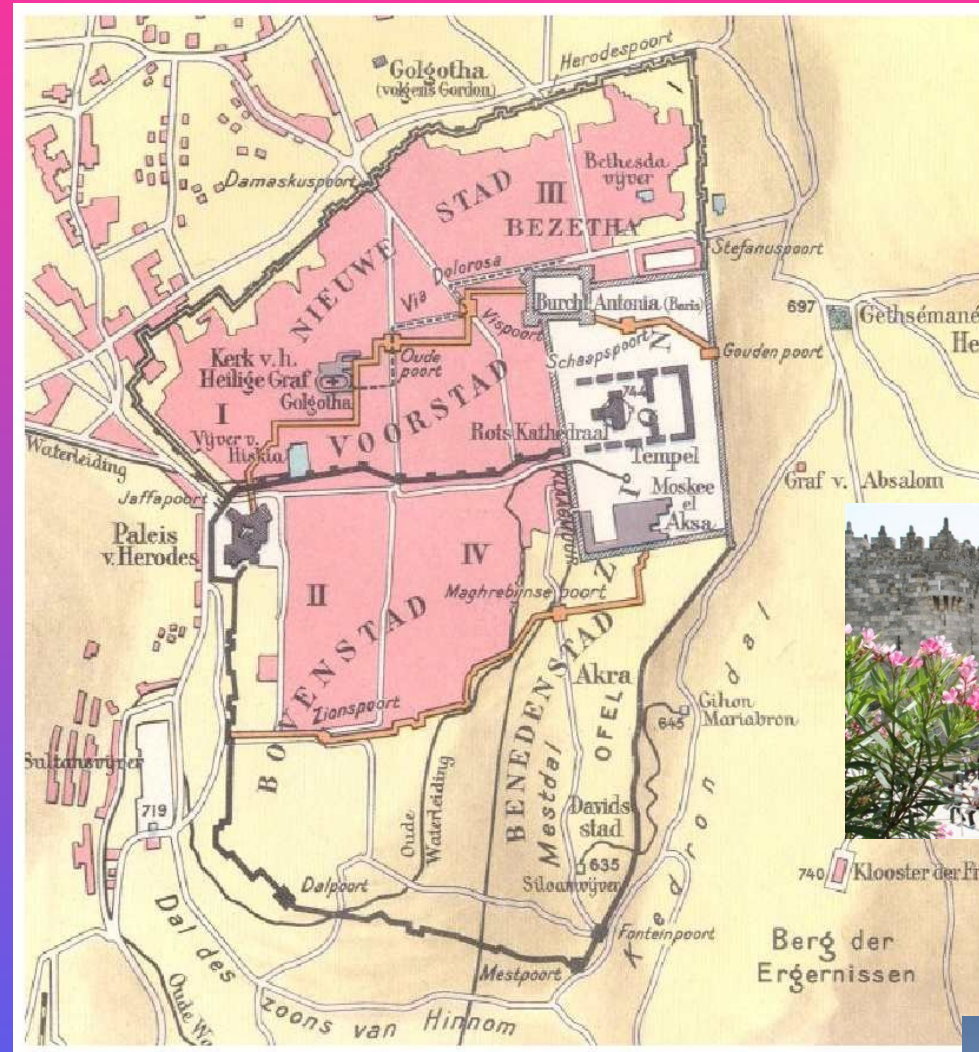 Golgotha
(volgens Gordon)
Herodespoort
Damaskuspoort
Bethesda
vijver
STAD
III
BEZETHA
NIEUWE
Via Dolorosa
Stefanuspoort
Vispoort
Burcht Antonia (Baris)
697
Gethsémané
He
Schaapspoort
Gouden poort
Oude
poort
Kerk v.h.
Heilige Graf
Golgotha
I
VOORSTAD
744
Rots Kathedraal
Tempel
Vijver v.
Hiskia
Waterleiding
Jaffapoort
Moskee
el
Aksa
Graf v. Absalom
Paleis
v. Herodes
KLAAGMUUR
II
IV
Maghrebijnse poort
BOVENSTAD
Zionspoort
BENEDENSTAD
Akra
OFEL
Gihon
Mariabron
645
Sultansvijver
719
Oude
Waterleiding
Mestdal
Davids
stad
635
Siloamvijver
Kedron dal
740
Klooster der Fr
Dalpoort
Fonteinpoort
Mestpoort
Berg der
Ergernissen
Dal des
zoons van Hinnom